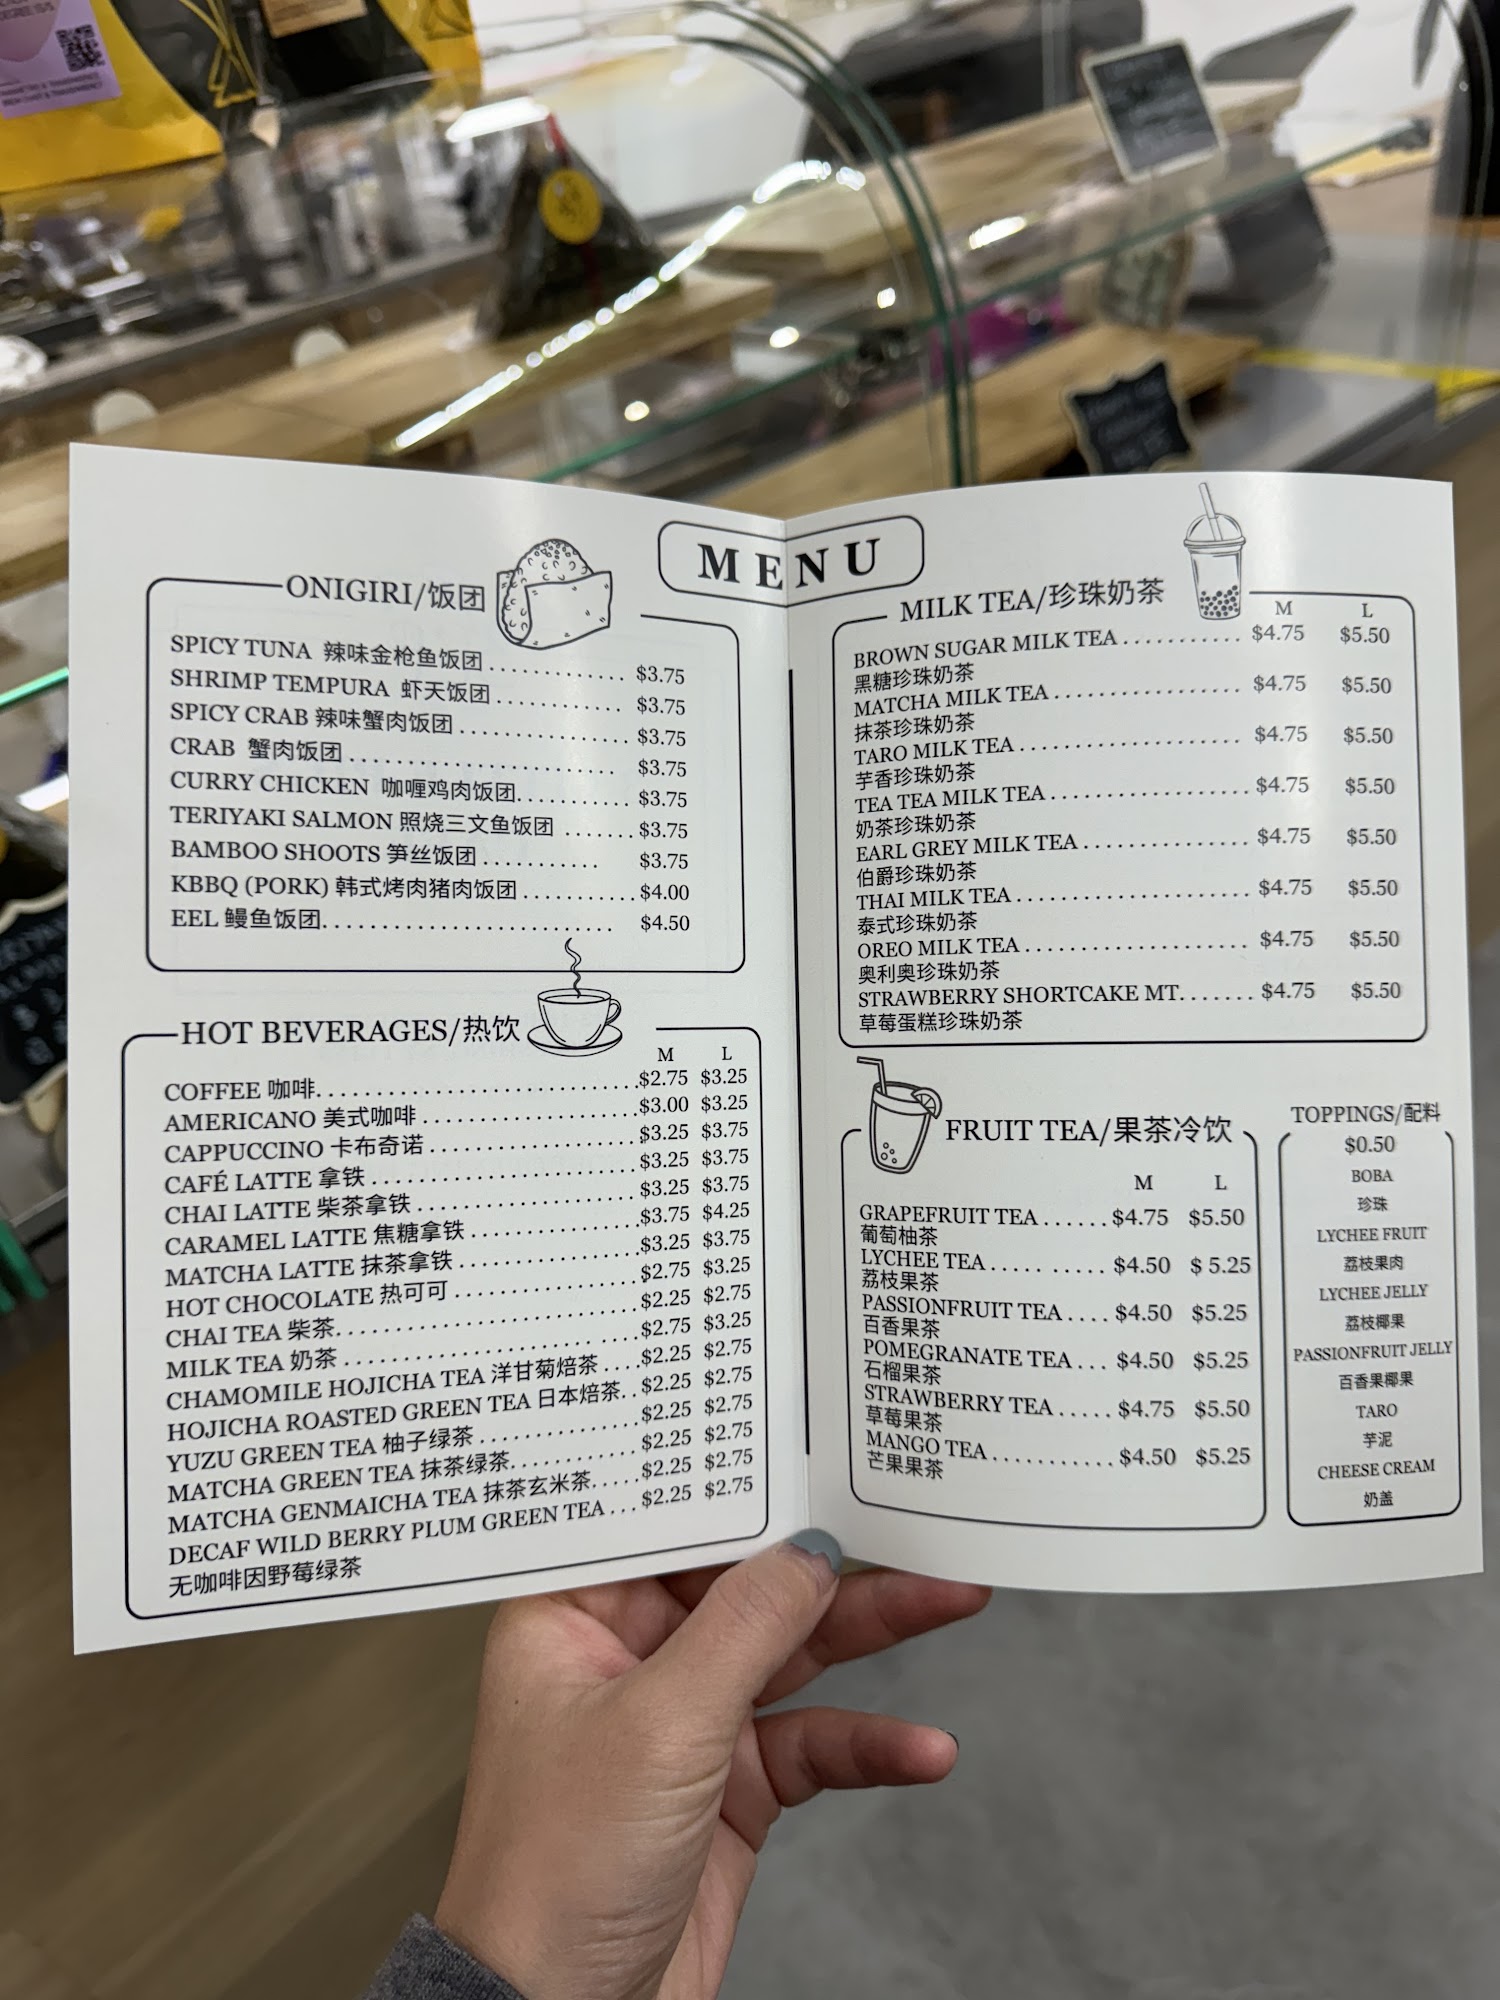 MENU
ONIGIRI/饭团
SPICY TUNA 辣味金枪鱼饭团 ............. $3.75
SHRIMP TEMPURA 虾天饭团 ............ $3.75
SPICY CRAB 辣味蟹肉饭团 ................ $3.75
CRAB 蟹肉饭团 ......................... $3.75
CURRY CHICKEN 咖喱鸡肉饭团........... $3.75
TERIYAKI SALMON 照烧三文鱼饭团 ....... $3.75
BAMBOO SHOOTS 笋丝饭团 ........... $3.75
KBBQ (PORK) 韩式烤肉猪肉饭团 ........... $4.00
EEL 鳗鱼饭团............................ $4.50
HOT BEVERAGES/热饮
M L
COFFEE 咖啡.............................. $2.75 $3.25
AMERICANO 美式咖啡 .................... $3.00 $3.25
CAPPUCCINO 卡布奇诺 ................... $3.25 $3.75
CAFÉ LATTE 拿铁 ........................ $3.25 $3.75
CHAI LATTE 柴茶拿铁 ..................... $3.25 $3.75
CARAMEL LATTE 焦糖拿铁 ................ $3.75 $4.25
MATCHA LATTE 抹茶拿铁 ................. $3.25 $3.75
HOT CHOCOLATE 热可可 ................. $2.75 $3.25
CHAI TEA 柴茶............................ $2.25 $2.75
MILK TEA 奶茶 ........................... $2.75 $3.25
CHAMOMILE HOJICHA TEA 洋甘菊焙茶 .... $2.25 $2.75
HOJICHA ROASTED GREEN TEA 日本焙茶.. $2.25 $2.75
YUZU GREEN TEA 柚子绿茶 ............... $2.25 $2.75
MATCHA GREEN TEA 抹茶绿茶............. $2.25 $2.75
MATCHA GENMAICHA TEA 抹茶玄米茶..... $2.25 $2.75
DECAF WILD BERRY PLUM GREEN TEA ... $2.25 $2.75
无咖啡因野莓绿茶
MILK TEA/珍珠奶茶
M L
BROWN SUGAR MILK TEA ........... $4.75 $5.50
黑糖珍珠奶茶
MATCHA MILK TEA .................. $4.75 $5.50
抹茶珍珠奶茶
TARO MILK TEA ..................... $4.75 $5.50
芋香珍珠奶茶
TEA TEA MILK TEA .................. $4.75 $5.50
奶茶珍珠奶茶
EARL GREY MILK TEA ............... $4.75 $5.50
伯爵珍珠奶茶
THAI MILK TEA ...................... $4.75 $5.50
泰式珍珠奶茶
OREO MILK TEA ..................... $4.75 $5.50
奥利奥珍珠奶茶
STRAWBERRY SHORTCAKE MT....... $4.75 $5.50
草莓蛋糕珍珠奶茶
FRUIT TEA/果茶冷饮
M L
GRAPEFRUIT TEA ...... $4.75 $5.50
葡萄柚茶
LYCHEE TEA ..... ...... $4.50 $ 5.25
荔枝果茶
PASSIONFRUIT TEA .... $4.50 $5.25
百香果茶
POMEGRANATE TEA ... $4.50 $5.25
石榴果茶
STRAWBERRY TEA ..... $4.75 $5.50
草莓果茶
MANGO TEA ........... $4.50 $5.25
芒果果茶
TOPPINGS/配料
$0.50
BOBA
珍珠
LYCHEE FRUIT
荔枝果肉
LYCHEE JELLY
荔枝椰果
PASSIONFRUIT JELLY
百香果椰果
TARO
芋泥
CHEESE CREAM
奶盖